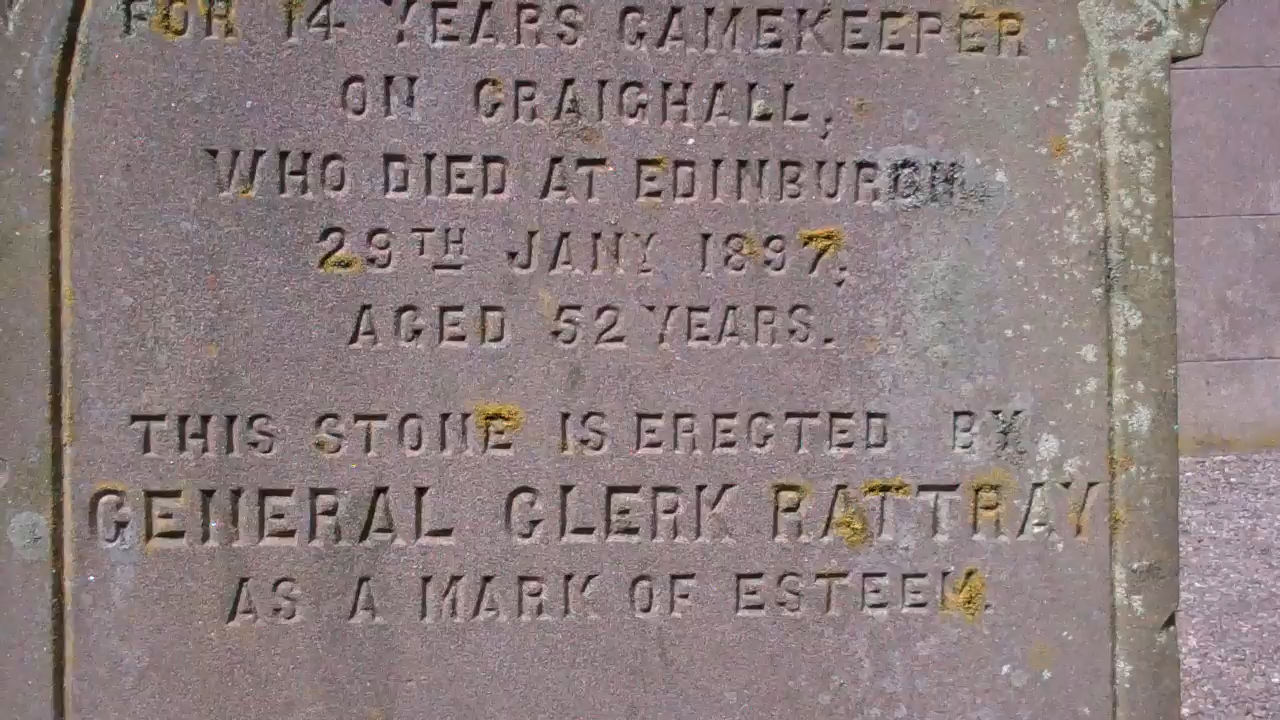 FOR 14 YEARS GAMEKEEPER
ON CRAIGHALL,
WHO DIED AT EDINBURGH,
29TH JANY 1897,
AGED 52 YEARS.
THIS STONE IS ERECTED BY
GENERAL CLERK RATTRAY
AS A MARK OF ESTEEM.